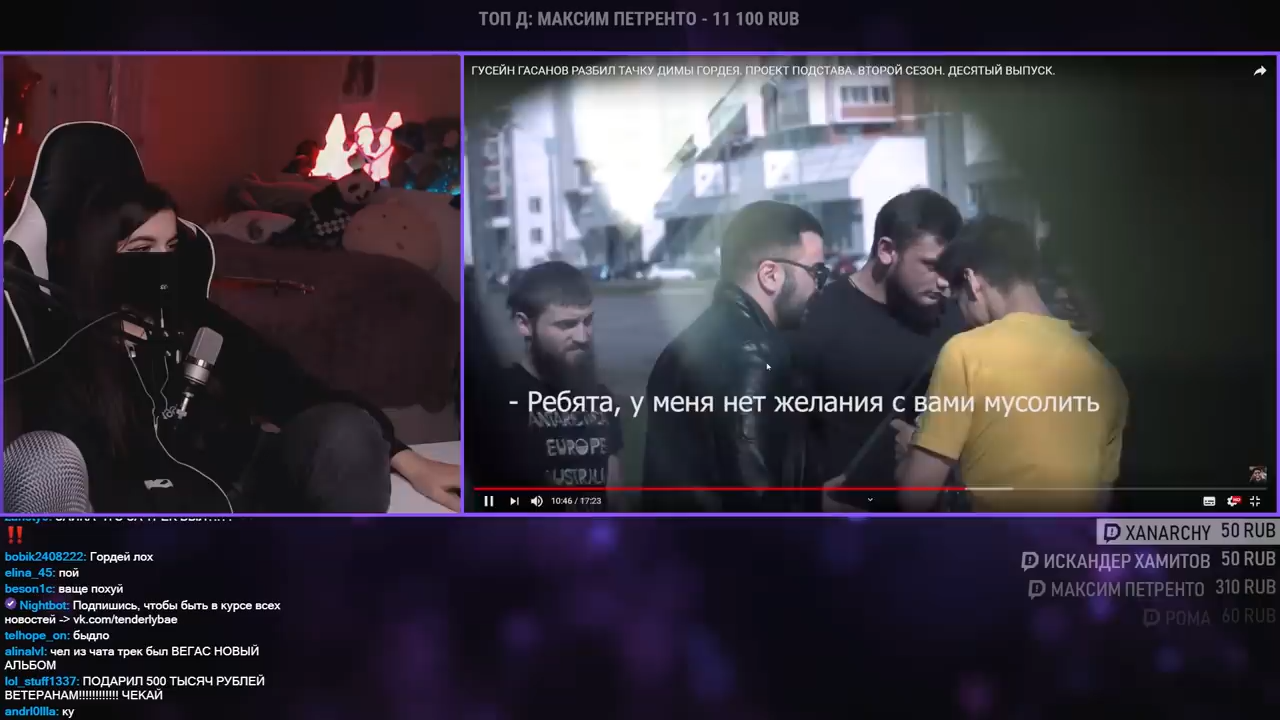 ТОП Д: МАКСИМ ПЕТРЕНТО - 11 100 RUB
ГУСЕЙН ГАСАНОВ РАЗБИЛ ТАЧКУ ДИМЫ ГОРДЕЯ. ПРОЕКТ ПОДСТАВА. ВТОРОЙ СЕЗОН. ДЕСЯТЫЙ ВЫПУСК.
- Ребята, у меня нет желания с вами мусолить
ANTARCTICA
EUROPE
AUSTRALI
10:46 / 17:23
‼️
bobik2408222: Гордей лох
elina_45: пой
beson1c: ваще похуй
Nightbot: Подпишись, чтобы быть в курсе всех
новостей -> vk.com/tenderlybae
telhope_on: быдло
alinalvl: чел из чата трек был ВЕГАС НОВЫЙ
АЛЬБОМ
lol_stuff1337: ПОДАРИЛ 500 ТЫСЯЧ РУБЛЕЙ
ВЕТЕРАНАМ!!!!!!!!!!!! ЧЕКАЙ
andrl0llla: ку
XANARCHY 50 RUB
ИСКАНДЕР ХАМИТОВ 50 RUB
МАКСИМ ПЕТРЕНТО 310 RUB
РОМА 60 RUB